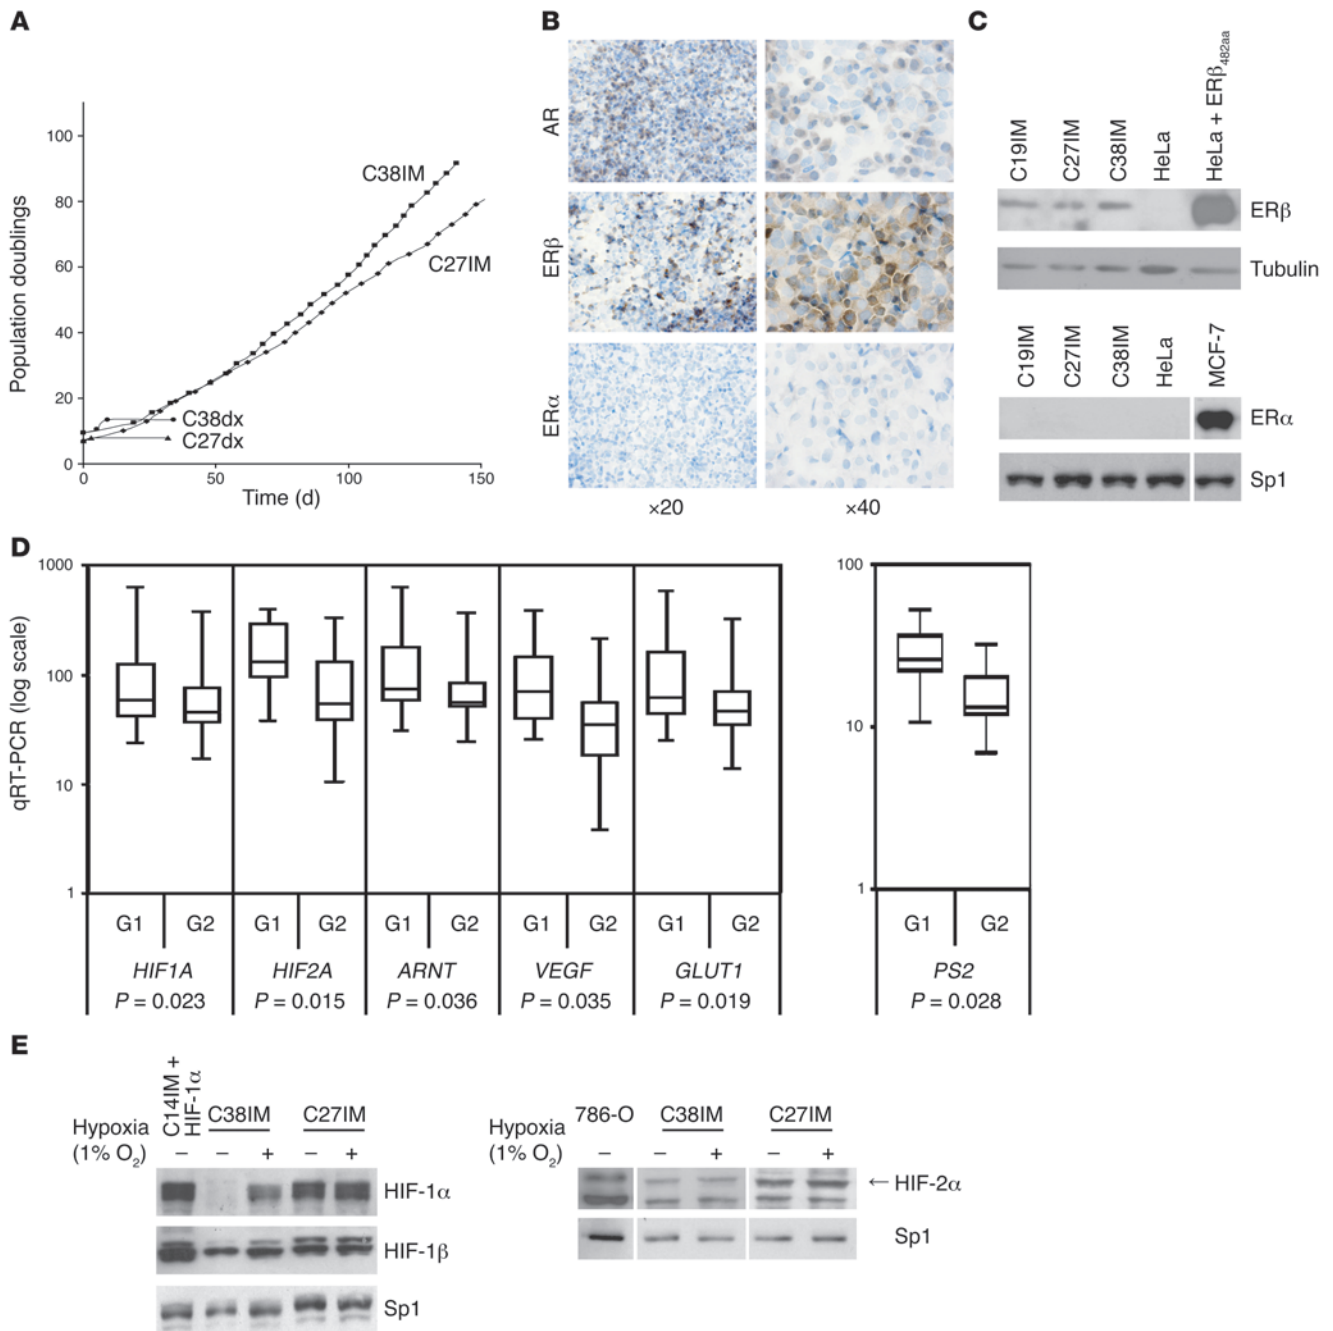 A
Population doublings
100
80
60
40
20
0
C38IM
C27IM
C38dx
C27dx
0
50
100
150
Time (d)
B
AR
ERβ
ERα
×20
×40
C
C19IM
C27IM
C38IM
HeLa
HeLa + ERβ482aa
ERβ
Tubulin
C19IM
C27IM
C38IM
HeLa
MCF-7
ERα
Sp1
D
qRT-PCR (log scale)
1000
100
10
1
G1 G2 G1 G2 G1 G2 G1 G2 G1 G2
HIF1A HIF2A ARNT VEGF GLUT1
P = 0.023 P = 0.015 P = 0.036 P = 0.035 P = 0.019
100
10
1
G1 G2
PS2
P = 0.028
E
C14IM +
HIF-1α
C38IM C27IM
Hypoxia
(1% O2) – – + – +
HIF-1α
HIF-1β
Sp1
786-O C38IM C27IM
Hypoxia
(1% O2) – – + – +
← HIF-2α
Sp1